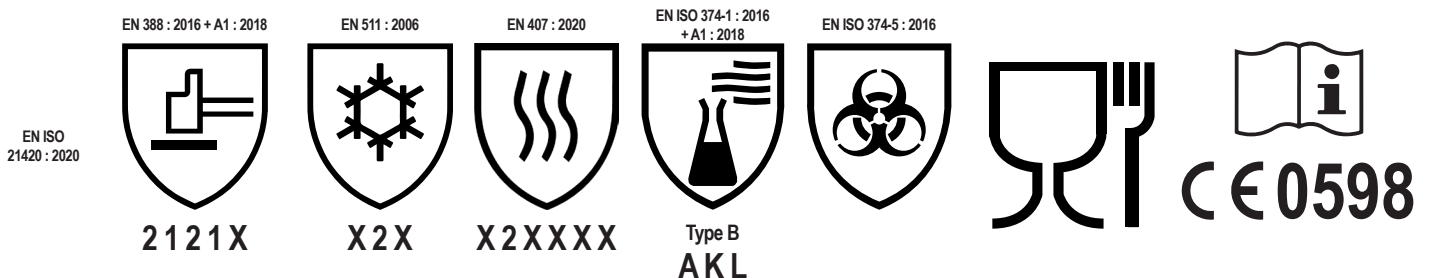 EN ISO
21420 : 2020
EN 388 : 2016 + A1 : 2018
2121X
EN 511 : 2006
X2X
EN 407 : 2020
X2XXXX
EN ISO 374-1 : 2016
+ A1 : 2018
Type B
AKL
EN ISO 374-5 : 2016
i
CE 0598